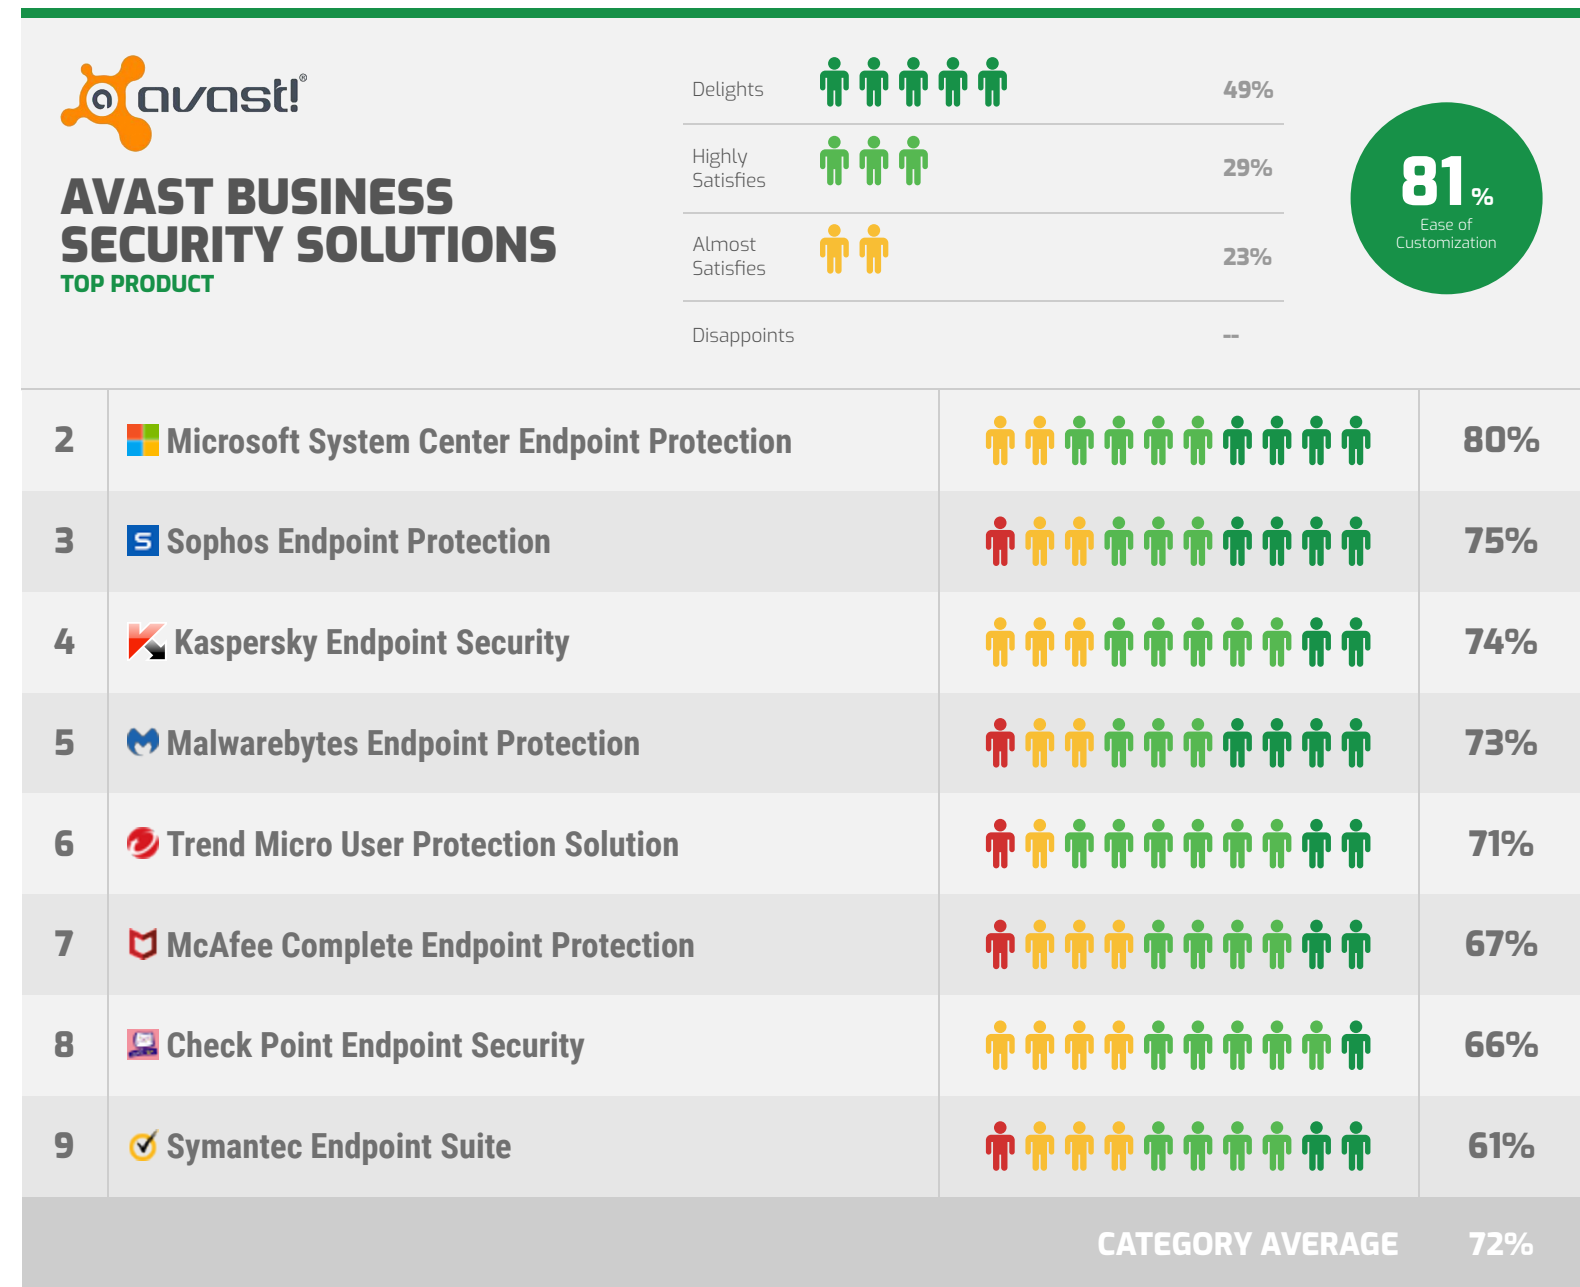 avast!®
AVAST BUSINESS
SECURITY SOLUTIONS
TOP PRODUCT
Delights 49%
Highly
Satisfies 29%
Almost
Satisfies 23%
Disappoints --
81%
Ease of
Customization
2 Microsoft System Center Endpoint Protection 80%
3 S Sophos Endpoint Protection 75%
4 Kaspersky Endpoint Security 74%
5 Malwarebytes Endpoint Protection 73%
6 Trend Micro User Protection Solution 71%
7 McAfee Complete Endpoint Protection 67%
8 Check Point Endpoint Security 66%
9 Symantec Endpoint Suite 61%
CATEGORY AVERAGE 72%